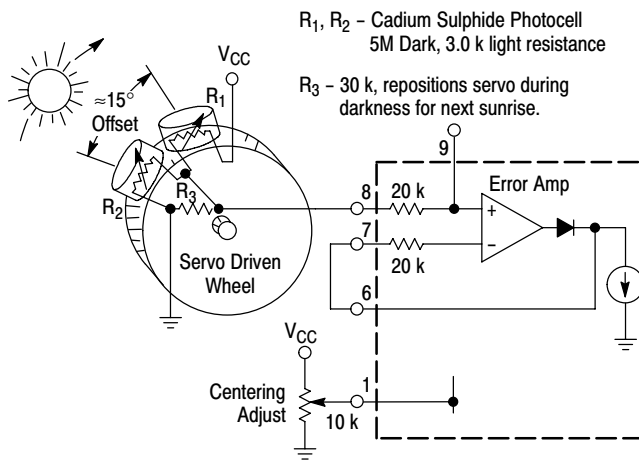 R1, R2 – Cadium Sulphide Photocell
5M Dark, 3.0 k light resistance
R3 – 30 k, repositions servo during
darkness for next sunrise.
VCC
≈15°
Offset
R1
R2
R3
Servo Driven
Wheel
9
8
20 k
Error Amp
+
7
–
20 k
6
VCC
Centering
Adjust
1
10 k